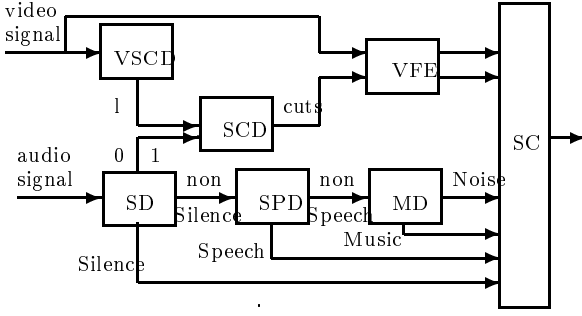 video
signal
VSCD
VFE
l
cuts
SCD
SC
audio
signal
0 1
non
non
Noise
SD
SPD
MD
Silence
Speech
Music
Speech
Silence